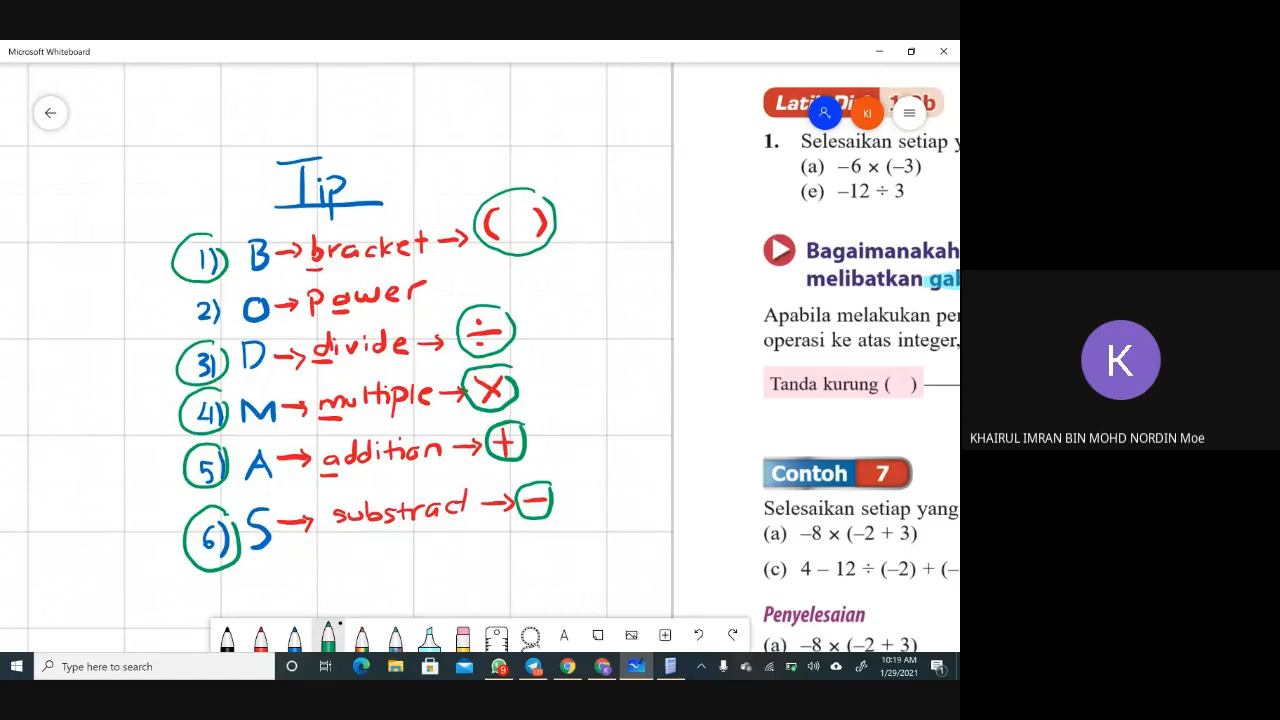 Microsoft Whiteboard
Tip
1) B → bracket → ( )
2) O → Power
3) D → divide → ÷
4) M → multiple → ×
5) A → addition → +
6) S → substract → −
KI
1. Selesaikan setiap
(a) −6 × (−3)
(e) −12 ÷ 3
Bagaimanakah
melibatkan
Apabila melakukan
operasi ke atas integer,
Tanda kurung ( )
Contoh 7
Selesaikan setiap yang
(a) −8 × (−2 + 3)
(c) 4 − 12 ÷ (−2) + (−
Penyelesaian
(a) −8 × (−2 + 3)
K
KHAIRUL IMRAN BIN MOHD NORDIN Moe
A
Type here to search
9
10:19 AM
1/29/2021
1